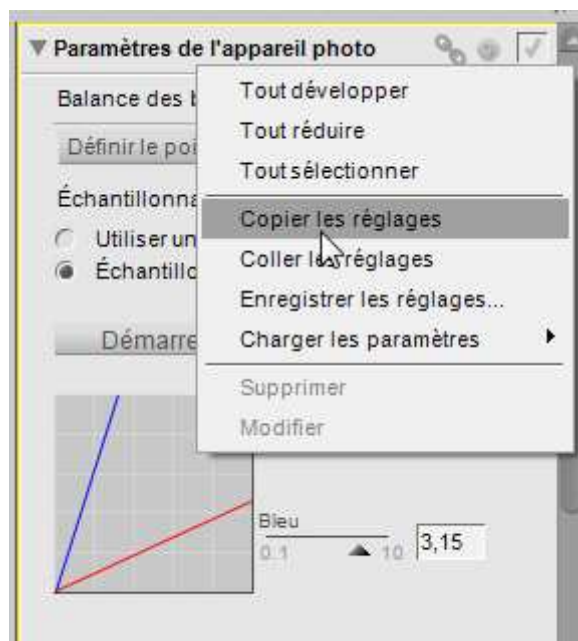 Paramètres de l'appareil photo
Balance des b
Définir le poi
Échantillonna
Utiliser un
Échantillo
Démarre
Tout développer
Tout réduire
Tout sélectionner
Copier les réglages
Coller les réglages
Enregistrer les réglages...
Charger les paramètres
Supprimer
Modifier
Bleu
0.1 10 3,15